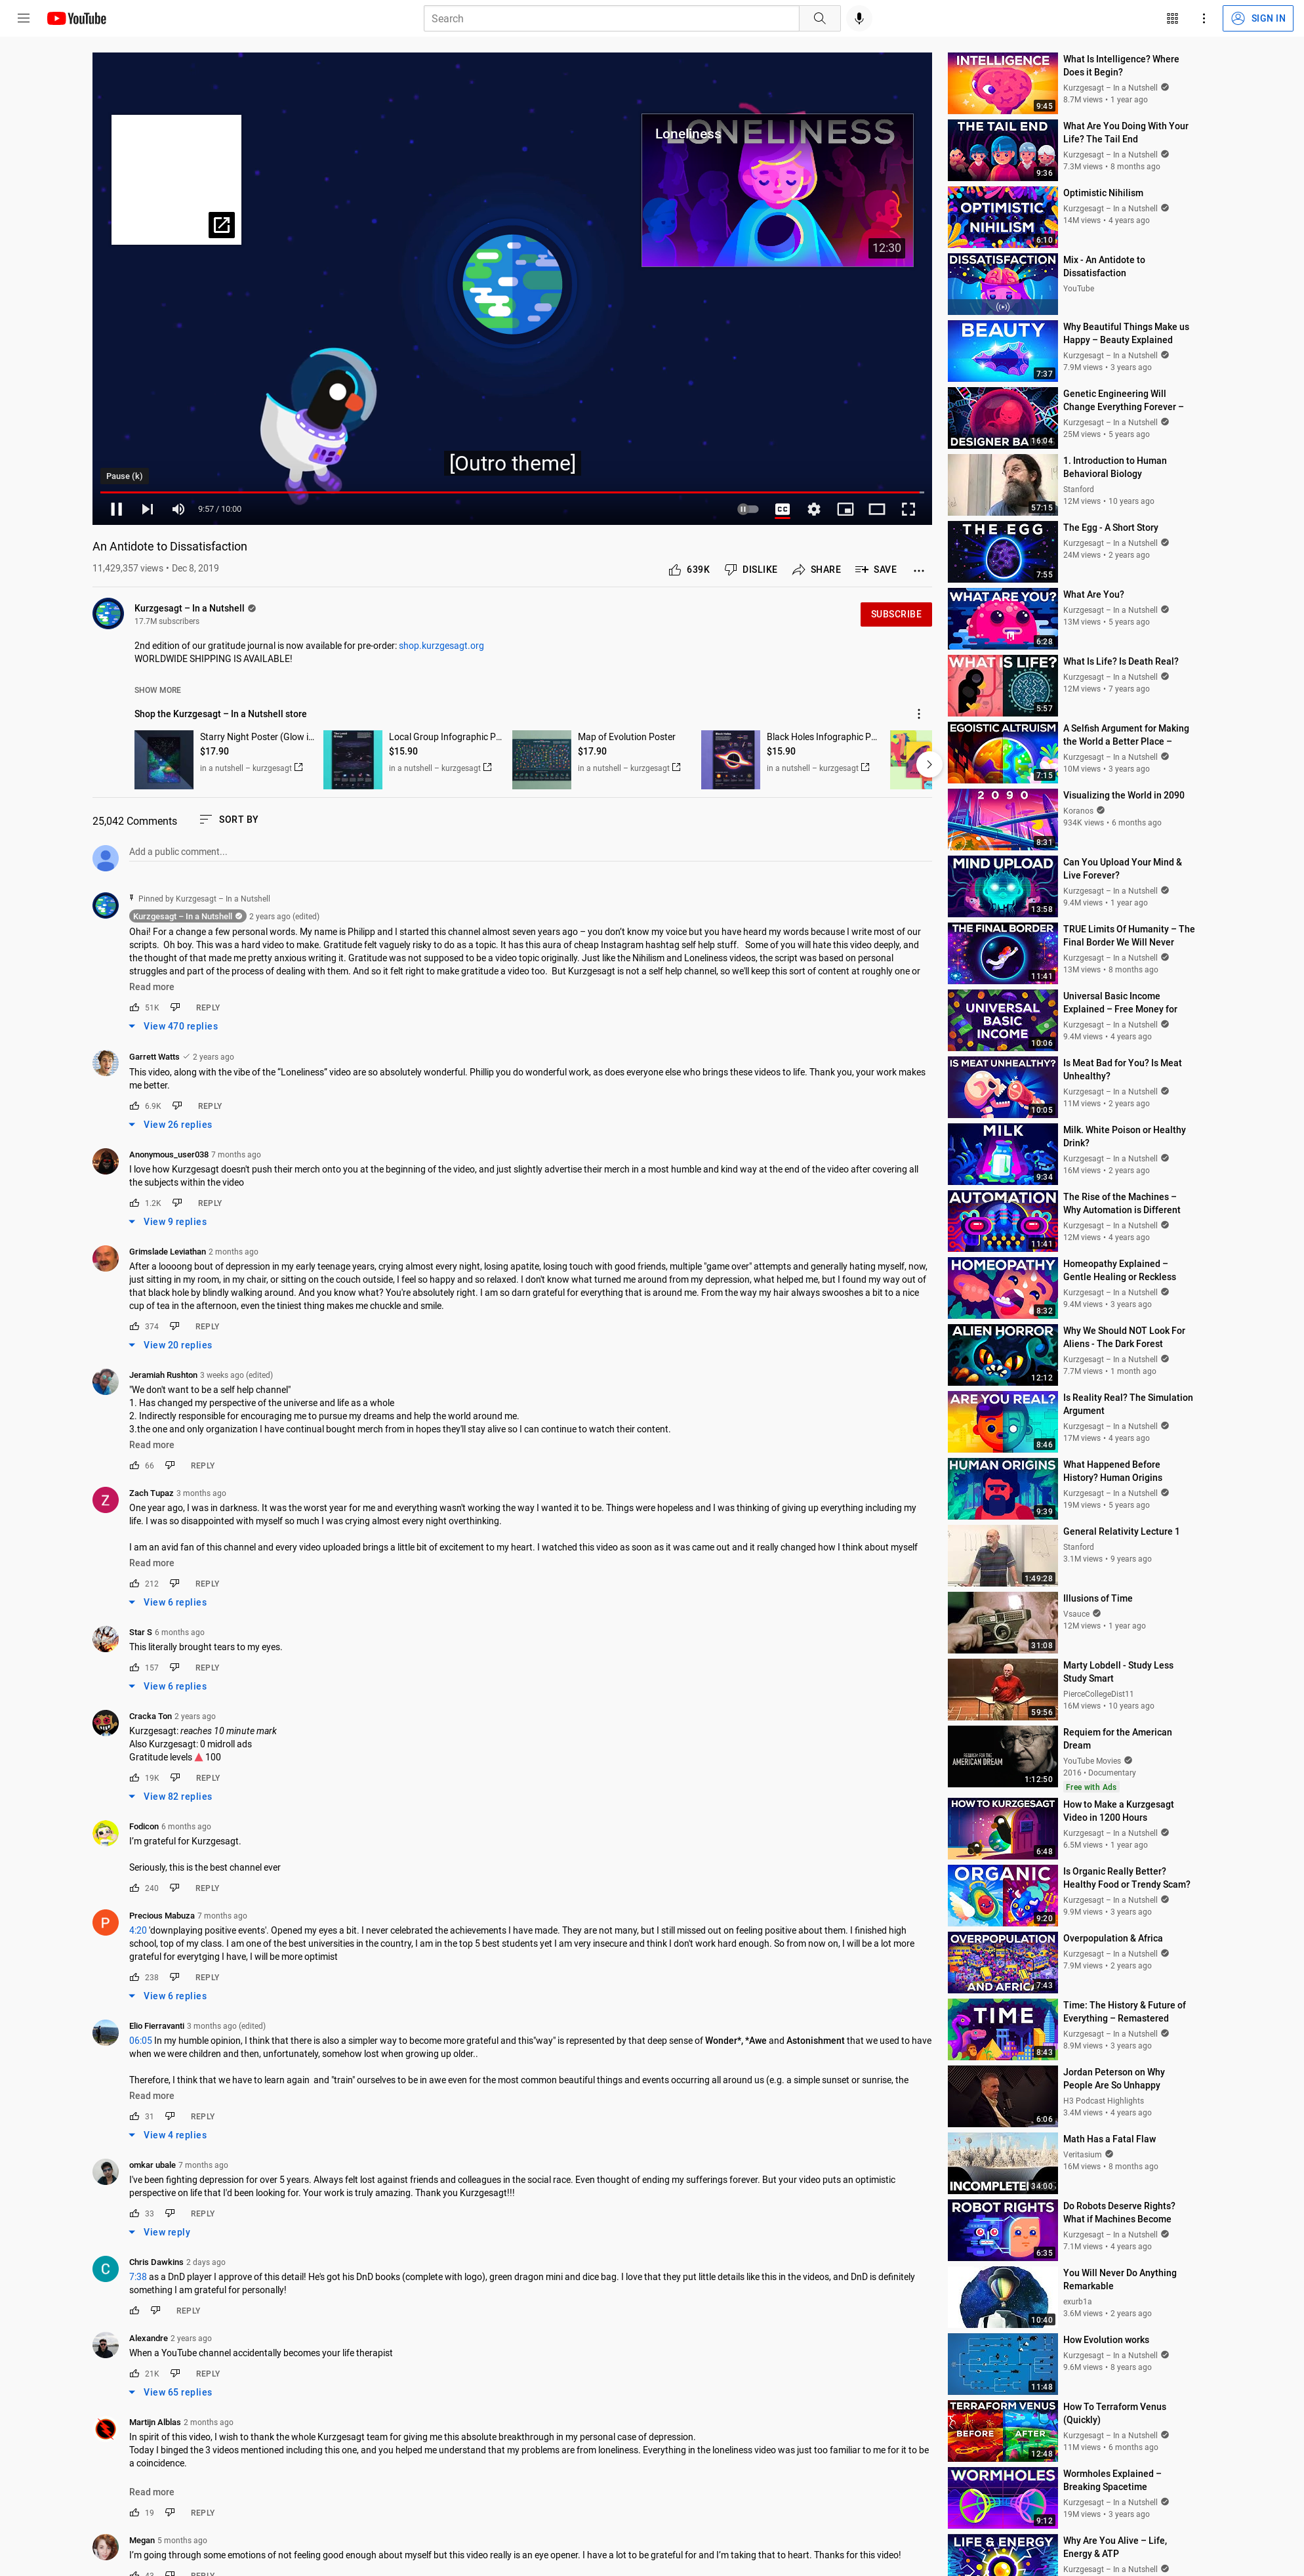 YouTube
Search
SIGN IN
LONELINESS
Loneliness
12:30
[Outro theme]
Pause (k)
9:57 / 10:00
CC
An Antidote to Dissatisfaction
11,429,357 views • Dec 8, 2019
639K
DISLIKE
SHARE
SAVE
Kurzgesagt – In a Nutshell
17.7M subscribers
SUBSCRIBE
2nd edition of our gratitude journal is now available for pre-order: shop.kurzgesagt.org
WORLDWIDE SHIPPING IS AVAILABLE!
SHOW MORE
Shop the Kurzgesagt – In a Nutshell store
Starry Night Poster (Glow i...
$17.90
in a nutshell – kurzgesagt
Local Group Infographic P...
$15.90
in a nutshell – kurzgesagt
Map of Evolution Poster
$17.90
in a nutshell – kurzgesagt
Black Holes Infographic P...
$15.90
in a nutshell – kurzgesagt
25,042 Comments
SORT BY
Add a public comment...
Pinned by Kurzgesagt – In a Nutshell
Kurzgesagt – In a Nutshell 2 years ago (edited)
Ohai! For a change a few personal words. My name is Philipp and I started this channel almost seven years ago – you don’t know my voice but you have heard my words because I write most of our
scripts.  Oh boy. This was a hard video to make. Gratitude felt vaguely risky to do as a topic. It has this aura of cheap Instagram hashtag self help stuff.   Some of you will hate this video deeply, and
the thought of that made me pretty anxious writing it. Gratitude was not supposed to be a video topic originally. Just like the Nihilism and Loneliness videos, the script was based on personal
struggles and part of the process of dealing with them. And so it felt right to make gratitude a video too.  But Kurzgesagt is not a self help channel, so we'll keep this sort of content at roughly one or
Read more
51K
REPLY
View 470 replies
Garrett Watts 2 years ago
This video, along with the vibe of the “Loneliness” video are so absolutely wonderful. Phillip you do wonderful work, as does everyone else who brings these videos to life. Thank you, your work makes
me better.
6.9K
REPLY
View 26 replies
Anonymous_user038 7 months ago
I love how Kurzgesagt doesn't push their merch onto you at the beginning of the video, and just slightly advertise their merch in a most humble and kind way at the end of the video after covering all
the subjects within the video
1.2K
REPLY
View 9 replies
Grimslade Leviathan 2 months ago
After a loooong bout of depression in my early teenage years, crying almost every night, losing apatite, losing touch with good friends, multiple "game over" attempts and generally hating myself, now,
just sitting in my room, in my chair, or sitting on the couch outside, I feel so happy and so relaxed. I don't know what turned me around from my depression, what helped me, but I found my way out of
that black hole by blindly walking around. And you know what? You're absolutely right. I am so darn grateful for everything that is around me. From the way my hair always swooshes a bit to a nice
cup of tea in the afternoon, even the tiniest thing makes me chuckle and smile.
374
REPLY
View 20 replies
Jeramiah Rushton 3 weeks ago (edited)
"We don't want to be a self help channel"
1. Has changed my perspective of the universe and life as a whole
2. Indirectly responsible for encouraging me to pursue my dreams and help the world around me.
3.the one and only organization I have continual bought merch from in hopes they'll stay alive so I can continue to watch their content.
Read more
66
REPLY
Z
Zach Tupaz 3 months ago
One year ago, I was in darkness. It was the worst year for me and everything wasn't working the way I wanted it to be. Things were hopeless and I was thinking of giving up everything including my
life. I was so disappointed with myself so much I was crying almost every night overthinking.
I am an avid fan of this channel and every video uploaded brings a little bit of excitement to my heart. I watched this video as soon as it was came out and it really changed how I think about myself
Read more
212
REPLY
View 6 replies
Star S 6 months ago
This literally brought tears to my eyes.
157
REPLY
View 6 replies
Cracka Ton 2 years ago
Kurzgesagt: reaches 10 minute mark
Also Kurzgesagt: 0 midroll ads
Gratitude levels 🔺 100
19K
REPLY
View 82 replies
Fodicon 6 months ago
I’m grateful for Kurzgesagt.
Seriously, this is the best channel ever
240
REPLY
P
Precious Mabuza 7 months ago
4:20 'downplaying positive events'. Opened my eyes a bit. I never celebrated the achievements I have made. They are not many, but I still missed out on feeling positive about them. I finished high
school, top of my class. I am one of the best universities in the country, I am in the top 5 best students yet I am very insecure and think I don't work hard enough. So from now on, I will be a lot more
grateful for everytging I have, I will be more optimist
238
REPLY
View 6 replies
Elio Fierravanti 3 months ago (edited)
06:05 In my humble opinion, I think that there is also a simpler way to become more grateful and this"way" is represented by that deep sense of Wonder*, *Awe and Astonishment that we used to have
when we were children and then, unfortunately, somehow lost when growing up older..
Therefore, I think that we have to learn again  and "train" ourselves to be in awe even for the most common beautiful things and events occurring all around us (e.g. a simple sunset or sunrise, the
Read more
31
REPLY
View 4 replies
omkar ubale 7 months ago
I've been fighting depression for over 5 years. Always felt lost against friends and colleagues in the social race. Even thought of ending my sufferings forever. But your video puts an optimistic
perspective on life that I'd been looking for. Your work is truly amazing. Thank you Kurzgesagt!!!
33
REPLY
View reply
C
Chris Dawkins 2 days ago
7:38 as a DnD player I approve of this detail! He's got his DnD books (complete with logo), green dragon mini and dice bag. I love that they put little details like this in the videos, and DnD is definitely
something I am grateful for personally!
REPLY
Alexandre 2 years ago
When a YouTube channel accidentally becomes your life therapist
21K
REPLY
View 65 replies
Martijn Alblas 2 months ago
In spirit of this video, I wish to thank the whole Kurzgesagt team for giving me this absolute breakthrough in my personal case of depression.
Today I binged the 3 videos mentioned including this one, and you helped me understand that my problems are from loneliness. Everything in the loneliness video was just too familiar to me for it to be
a coincidence.
Read more
19
REPLY
Megan 5 months ago
I’m going through some emotions of not feeling good enough about myself but this video really is an eye opener. I have a lot to be grateful for and I’m taking that to heart. Thanks for this video!
43
REPLY
INTELLIGENCE
9:45
What Is Intelligence? Where
Does it Begin?
Kurzgesagt – In a Nutshell
8.7M views • 1 year ago
THE TAIL END
9:36
What Are You Doing With Your
Life? The Tail End
Kurzgesagt – In a Nutshell
7.3M views • 8 months ago
OPTIMISTIC
NIHILISM
6:10
Optimistic Nihilism
Kurzgesagt – In a Nutshell
14M views • 4 years ago
DISSATISFACTION
Mix - An Antidote to
Dissatisfaction
YouTube
BEAUTY
7:37
Why Beautiful Things Make us
Happy – Beauty Explained
Kurzgesagt – In a Nutshell
7.9M views • 3 years ago
DESIGNER BA
16:04
Genetic Engineering Will
Change Everything Forever –
Kurzgesagt – In a Nutshell
25M views • 5 years ago
57:15
1. Introduction to Human
Behavioral Biology
Stanford
12M views • 10 years ago
THE EGG
7:55
The Egg - A Short Story
Kurzgesagt – In a Nutshell
24M views • 2 years ago
WHAT ARE YOU?
6:28
What Are You?
Kurzgesagt – In a Nutshell
13M views • 5 years ago
WHAT IS LIFE?
5:57
What Is Life? Is Death Real?
Kurzgesagt – In a Nutshell
12M views • 7 years ago
EGOISTIC ALTRUISM
7:15
A Selfish Argument for Making
the World a Better Place –
Kurzgesagt – In a Nutshell
10M views • 3 years ago
2090
8:31
Visualizing the World in 2090
Koranos
934K views • 6 months ago
MIND UPLOAD
13:58
Can You Upload Your Mind &
Live Forever?
Kurzgesagt – In a Nutshell
9.4M views • 1 year ago
THE FINAL BORDER
11:41
TRUE Limits Of Humanity – The
Final Border We Will Never
Kurzgesagt – In a Nutshell
13M views • 8 months ago
UNIVERSAL
BASIC
INCOME
10:06
Universal Basic Income
Explained – Free Money for
Kurzgesagt – In a Nutshell
9.4M views • 4 years ago
IS MEAT UNHEALTHY?
10:05
Is Meat Bad for You? Is Meat
Unhealthy?
Kurzgesagt – In a Nutshell
11M views • 2 years ago
MILK
9:34
Milk. White Poison or Healthy
Drink?
Kurzgesagt – In a Nutshell
16M views • 2 years ago
AUTOMATION
11:41
The Rise of the Machines –
Why Automation is Different
Kurzgesagt – In a Nutshell
12M views • 4 years ago
HOMEOPATHY
8:32
Homeopathy Explained –
Gentle Healing or Reckless
Kurzgesagt – In a Nutshell
9.4M views • 3 years ago
ALIEN HORROR
12:12
Why We Should NOT Look For
Aliens - The Dark Forest
Kurzgesagt – In a Nutshell
7.7M views • 1 month ago
ARE YOU REAL?
8:46
Is Reality Real? The Simulation
Argument
Kurzgesagt – In a Nutshell
17M views • 4 years ago
HUMAN ORIGINS
9:39
What Happened Before
History? Human Origins
Kurzgesagt – In a Nutshell
19M views • 5 years ago
1:49:28
General Relativity Lecture 1
Stanford
3.1M views • 9 years ago
31:08
Illusions of Time
Vsauce
12M views • 1 year ago
59:56
Marty Lobdell - Study Less
Study Smart
PierceCollegeDist11
16M views • 10 years ago
REQUIEM FOR THE
AMERICAN DREAM
1:12:50
Requiem for the American
Dream
YouTube Movies
2016 • Documentary
Free with Ads
HOW TO KURZGESAGT
6:48
How to Make a Kurzgesagt
Video in 1200 Hours
Kurzgesagt – In a Nutshell
6.5M views • 1 year ago
ORGANIC
9:20
Is Organic Really Better?
Healthy Food or Trendy Scam?
Kurzgesagt – In a Nutshell
9.9M views • 3 years ago
OVERPOPULATION
AND AFRICA
7:43
Overpopulation & Africa
Kurzgesagt – In a Nutshell
7.9M views • 2 years ago
TIME
8:43
Time: The History & Future of
Everything – Remastered
Kurzgesagt – In a Nutshell
8.9M views • 3 years ago
6:06
Jordan Peterson on Why
People Are So Unhappy
H3 Podcast Highlights
3.4M views • 4 years ago
INCOMPLETE
34:00
Math Has a Fatal Flaw
Veritasium
16M views • 8 months ago
ROBOT RIGHTS
6:35
Do Robots Deserve Rights?
What if Machines Become
Kurzgesagt – In a Nutshell
7.1M views • 4 years ago
10:40
You Will Never Do Anything
Remarkable
exurb1a
3.6M views • 2 years ago
11:48
How Evolution works
Kurzgesagt – In a Nutshell
9.6M views • 8 years ago
TERRAFORM VENUS
BEFORE
AFTER
12:48
How To Terraform Venus
(Quickly)
Kurzgesagt – In a Nutshell
11M views • 6 months ago
WORMHOLES
9:12
Wormholes Explained –
Breaking Spacetime
Kurzgesagt – In a Nutshell
19M views • 3 years ago
LIFE & ENERGY
Why Are You Alive – Life,
Energy & ATP
Kurzgesagt – In a Nutshell